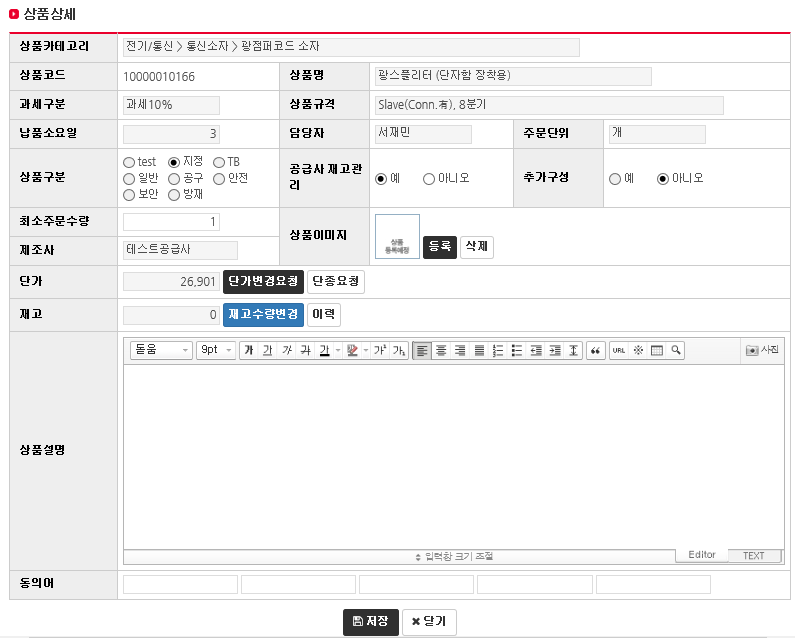 상품상세
상품카테고리 전기/통신 > 통신소자 > 광점퍼코드 소자
상품코드 10000010166 상품명 광스플리터 (단자함 장착용)
과세구분 과세10% 상품규격 Slave(Conn.有), 8분기
납품소요일 3 담당자 서재민 주문단위 개
상품구분 test 지정 TB
일반 공구 안전
보안 방재
공급사 재고관
리
예 아니오 추가구성 예 아니오
최소주문수량 1 상품이미지 상품
등록예정
등록 삭제
제조사 테스트공급사
단가 26,901 단가변경요청 단종요청
재고 0 재고수량변경 이력
상품설명 돋움 9pt 가 가 가 가 가 가¹ 가₁ URL 사진
입력창 크기 조절 Editor TEXT
동의어
저장 닫기